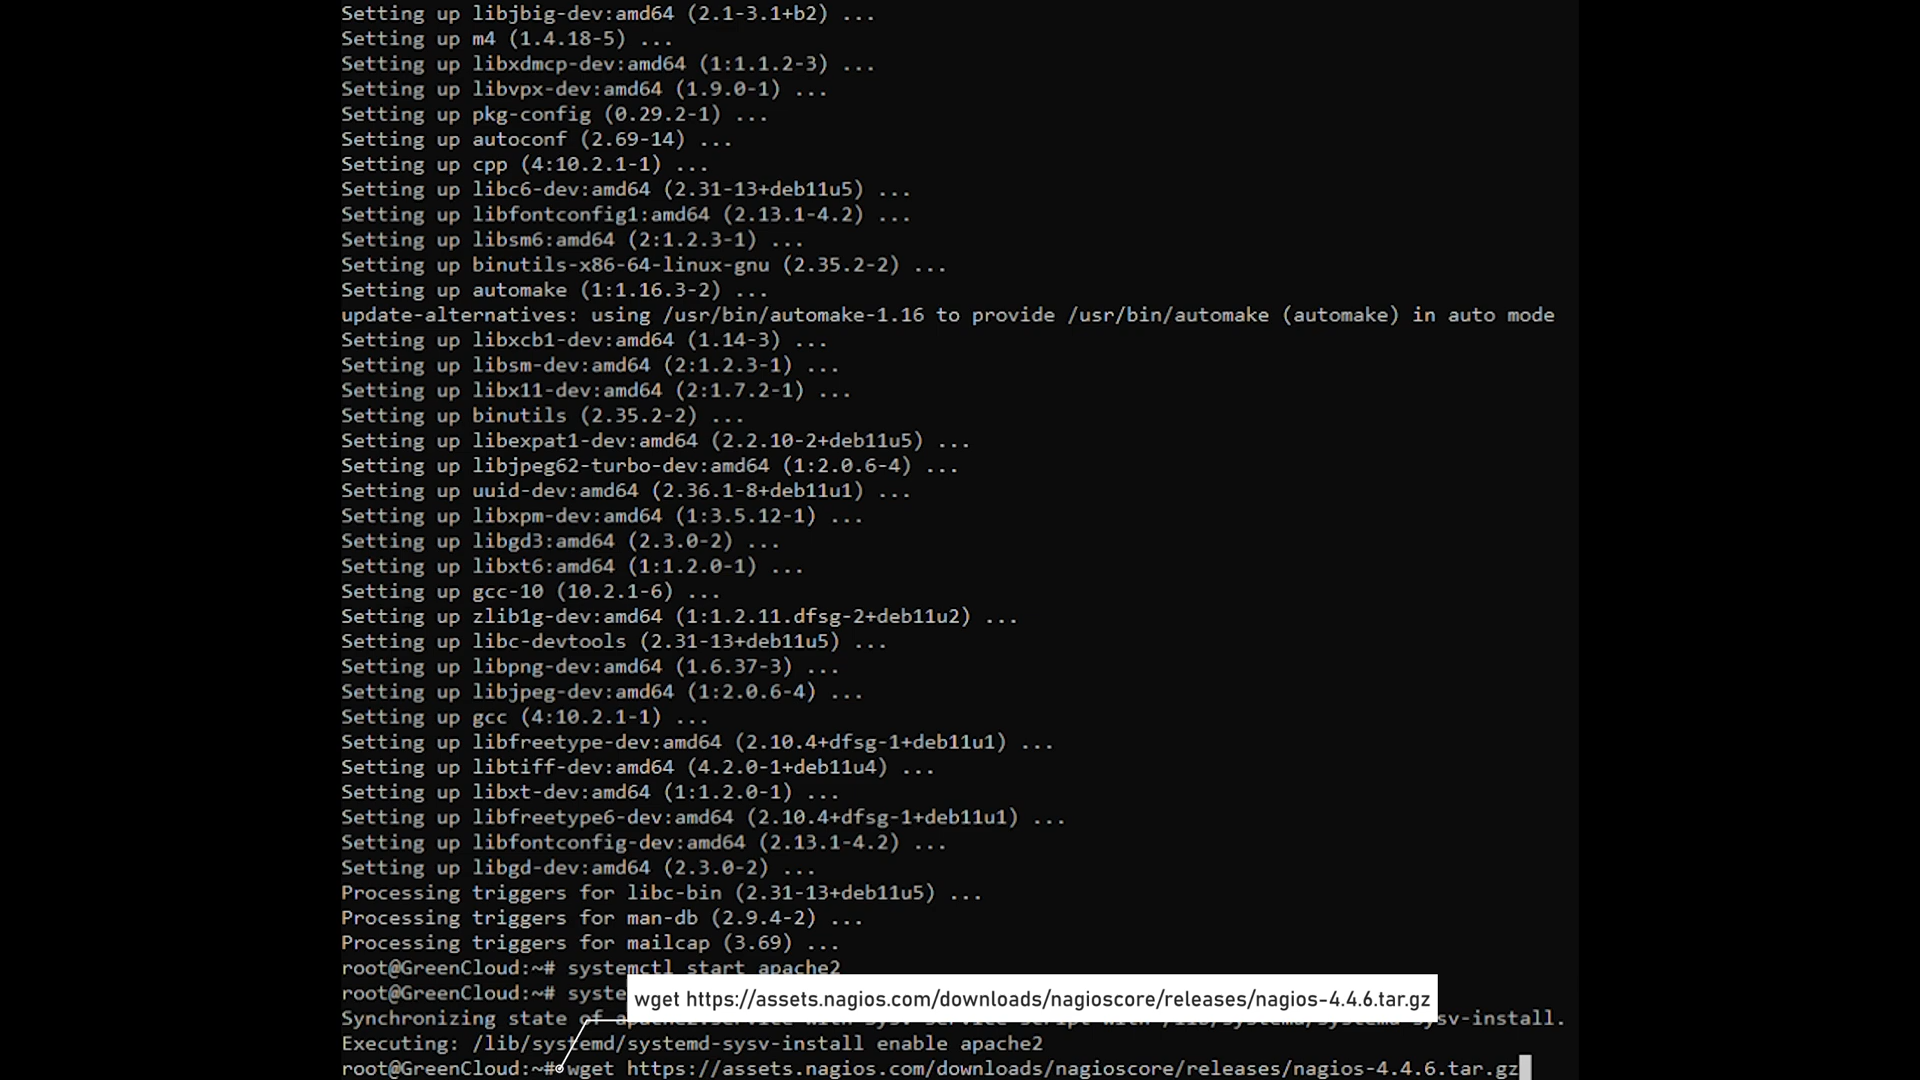 Setting up libjbig-dev:amd64 (2.1-3.1+b2) ...
Setting up m4 (1.4.18-5) ...
Setting up libxdmcp-dev:amd64 (1:1.1.2-3) ...
Setting up libvpx-dev:amd64 (1.9.0-1) ...
Setting up pkg-config (0.29.2-1) ...
Setting up autoconf (2.69-14) ...
Setting up cpp (4:10.2.1-1) ...
Setting up libc6-dev:amd64 (2.31-13+deb11u5) ...
Setting up libfontconfig1:amd64 (2.13.1-4.2) ...
Setting up libsm6:amd64 (2:1.2.3-1) ...
Setting up binutils-x86-64-linux-gnu (2.35.2-2) ...
Setting up automake (1:1.16.3-2) ...
update-alternatives: using /usr/bin/automake-1.16 to provide /usr/bin/automake (automake) in auto mode
Setting up libxcb1-dev:amd64 (1.14-3) ...
Setting up libsm-dev:amd64 (2:1.2.3-1) ...
Setting up libx11-dev:amd64 (2:1.7.2-1) ...
Setting up binutils (2.35.2-2) ...
Setting up libexpat1-dev:amd64 (2.2.10-2+deb11u5) ...
Setting up libjpeg62-turbo-dev:amd64 (1:2.0.6-4) ...
Setting up uuid-dev:amd64 (2.36.1-8+deb11u1) ...
Setting up libxpm-dev:amd64 (1:3.5.12-1) ...
Setting up libgd3:amd64 (2.3.0-2) ...
Setting up libxt6:amd64 (1:1.2.0-1) ...
Setting up gcc-10 (10.2.1-6) ...
Setting up zlib1g-dev:amd64 (1:1.2.11.dfsg-2+deb11u2) ...
Setting up libc-devtools (2.31-13+deb11u5) ...
Setting up libpng-dev:amd64 (1.6.37-3) ...
Setting up libjpeg-dev:amd64 (1:2.0.6-4) ...
Setting up gcc (4:10.2.1-1) ...
Setting up libfreetype-dev:amd64 (2.10.4+dfsg-1+deb11u1) ...
Setting up libtiff-dev:amd64 (4.2.0-1+deb11u4) ...
Setting up libxt-dev:amd64 (1:1.2.0-1) ...
Setting up libfreetype6-dev:amd64 (2.10.4+dfsg-1+deb11u1) ...
Setting up libfontconfig-dev:amd64 (2.13.1-4.2) ...
Setting up libgd-dev:amd64 (2.3.0-2) ...
Processing triggers for libc-bin (2.31-13+deb11u5) ...
Processing triggers for man-db (2.9.4-2) ...
Processing triggers for mailcap (3.69) ...
root@GreenCloud:~# systemctl start apache2
root@GreenCloud:~# syste
wget https://assets.nagios.com/downloads/nagioscore/releases/nagios-4.4.6.tar.gz
Synchronizing state of sysv-install.
Executing: /lib/systemd/systemd-sysv-install enable apache2
root@GreenCloud:~# wget https://assets.nagios.com/downloads/nagioscore/releases/nagios-4.4.6.tar.gz